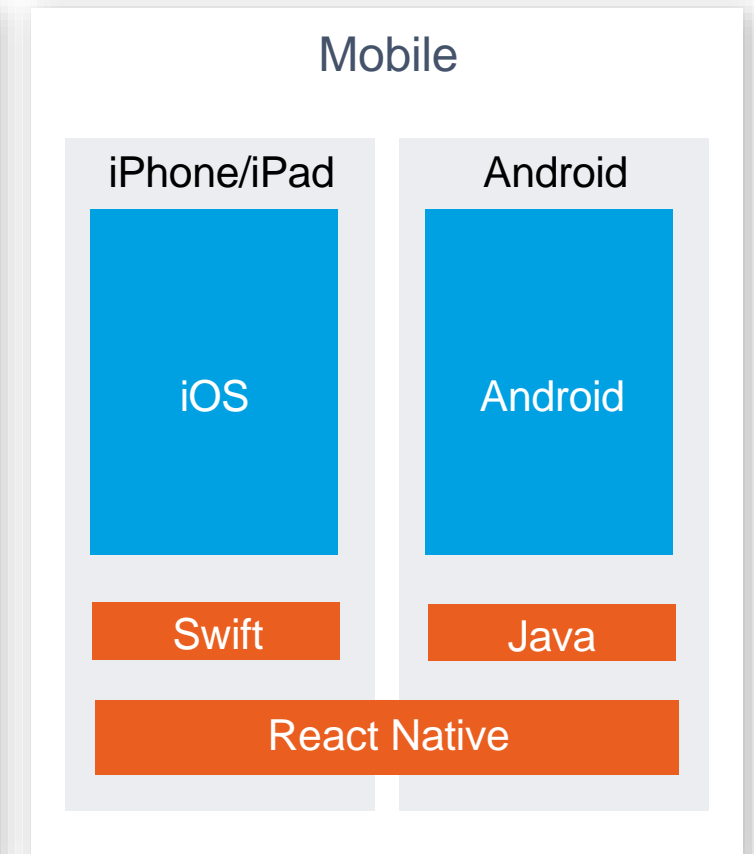 Mobile
iPhone/iPad
Android
iOS
Android
Swift
Java
React Native